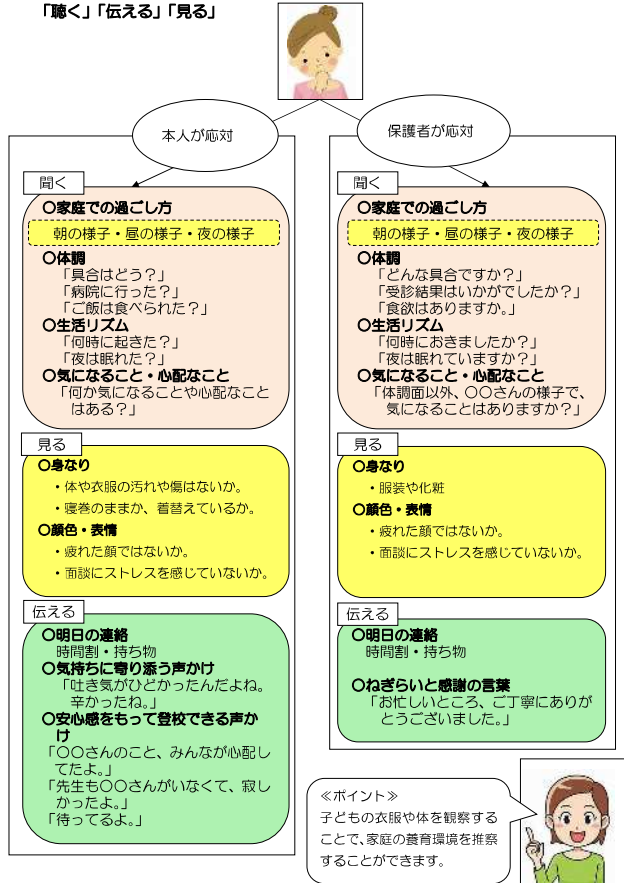 「聴く」「伝える」「見る」
本人が応対
聞く
〇家庭での過ごし方
朝の様子・昼の様子・夜の様子
〇体調
「具合はどう?」
「病院に行った?」
「ご飯は食べられた?」
〇生活リズム
「何時に起きた?」
「夜は眠れた?」
〇気になること・心配なこと
「何か気になることや心配なこと
はある?」
見る
〇身なり
・体や衣服の汚れや傷はないか。
・寝巻のままか、着替えているか。
〇顔色・表情
・疲れた顔ではないか。
・面談にストレスを感じていないか。
伝える
〇明日の連絡
時間割・持ち物
〇気持ちに寄り添う声かけ
「吐き気がひどかったんだよね。
辛かったね。」
〇安心感をもって登校できる声か
け
「〇〇さんのこと、みんなが心配し
てたよ。」
「先生も〇〇さんがいなくて、寂し
かったよ。」
「待ってるよ。」
保護者が応対
聞く
〇家庭での過ごし方
朝の様子・昼の様子・夜の様子
〇体調
「どんな具合ですか?」
「受診結果はいかがでしたか?」
「食欲はありますか。」
〇生活リズム
「何時におきましたか?」
「夜は眠れていますか?」
〇気になること・心配なこと
「体調面以外、〇〇さんの様子で、
気になることはありますか?」
見る
〇身なり
・服装や化粧
〇顔色・表情
・疲れた顔ではないか。
・面談にストレスを感じていないか。
伝える
〇明日の連絡
時間割・持ち物
〇ねぎらいと感謝の言葉
「お忙しいところ、ご丁寧にありが
とうございました。」
≪ポイント≫
子どもの衣服や体を観察する
ことで、家庭の養育環境を推察
することができます。